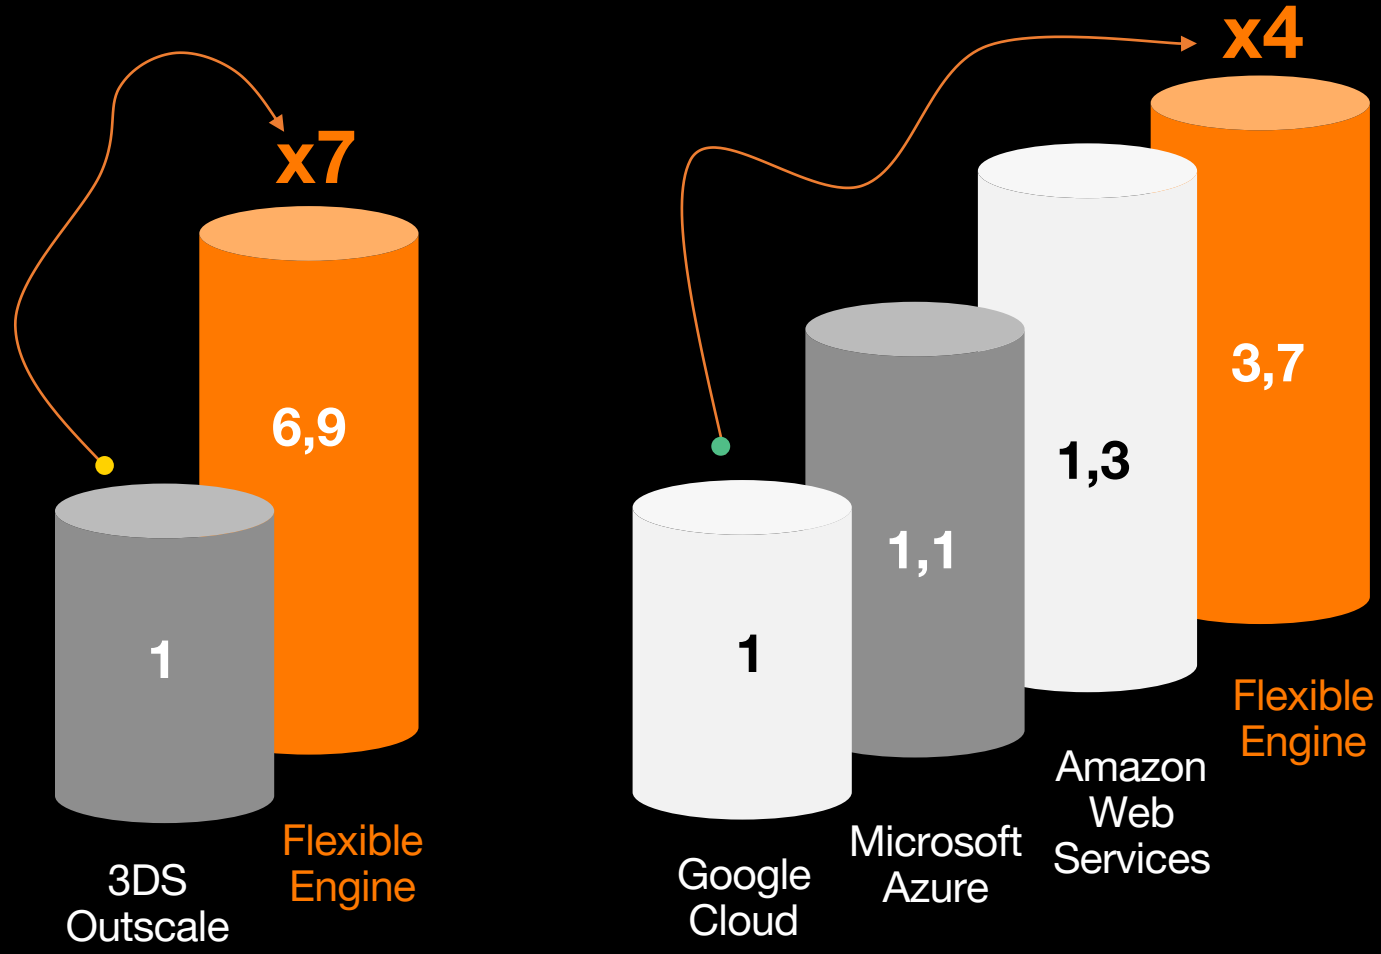 x7
6,9
1
Flexible
Engine
3DS
Outscale
x4
3,7
1,3
1,1
1
Flexible
Engine
Amazon
Web
Services
Microsoft
Azure
Google
Cloud